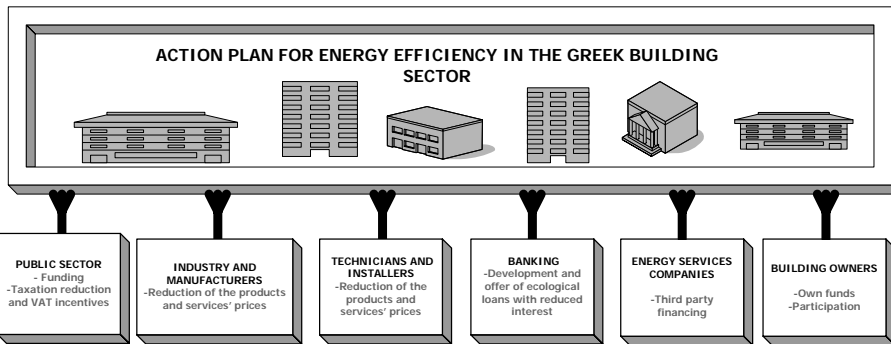 ACTION PLAN FOR ENERGY EFFICIENCY IN THE GREEK BUILDING
SECTOR
PUBLIC SECTOR
- Funding
-Taxation reduction
and VAT incentives
INDUSTRY AND
MANUFACTURERS
-Reduction of the products
and services' prices
TECHNICIANS AND
INSTALLERS
-Reduction of the
products and
services' prices
BANKING
-Development and
offer of ecological
loans with reduced
interest
ENERGY SERVICES
COMPANIES
-Third party
financing
BUILDING OWNERS
-Own funds
-Participation